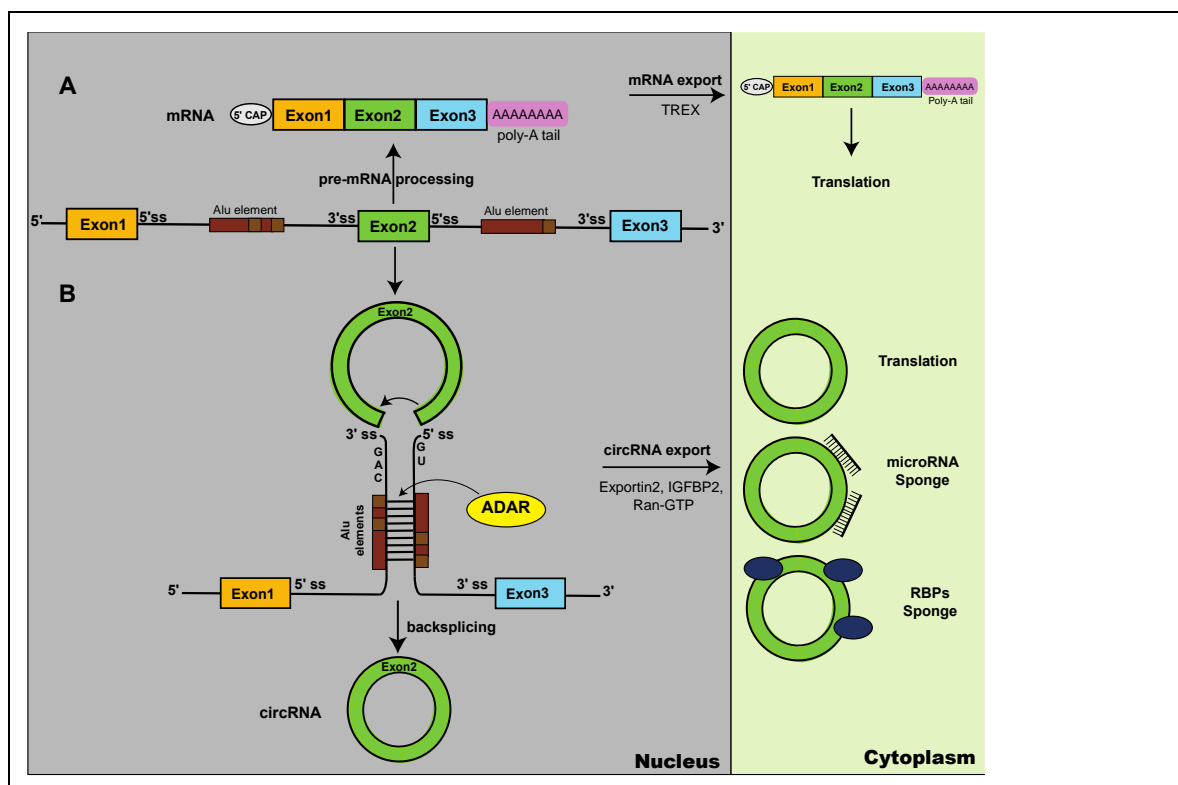 A
mRNA
5' CAP
Exon1
Exon2
Exon3
AAAAAAAA
poly-A tail
mRNA export
TREX
5' CAP
Exon1
Exon2
Exon3
AAAAAAAA
Poly-A tail
Translation
pre-mRNA processing
5'
Exon1
5'ss
Alu element
3'ss
Exon2
5'ss
Alu element
3'ss
Exon3
3'
B
Exon2
3' ss
5' ss
GAC
GU
Alu
elements
ADAR
5'
Exon1
5' ss
3' ss
Exon3
3'
backsplicing
Exon2
circRNA
circRNA export
Exportin2, IGFBP2,
Ran-GTP
Translation
microRNA
Sponge
RBPs
Sponge
Nucleus
Cytoplasm